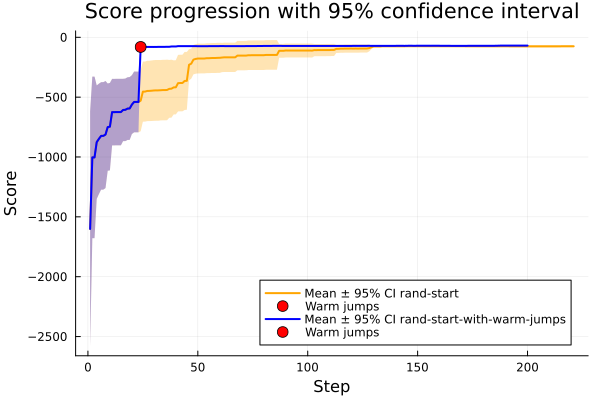 Score progression with 95% confidence interval
Score
0
−500
−1000
−1500
−2000
−2500
Mean ± 95% CI rand-start
Warm jumps
Mean ± 95% CI rand-start-with-warm-jumps
Warm jumps
0 50 100 150 200
Step